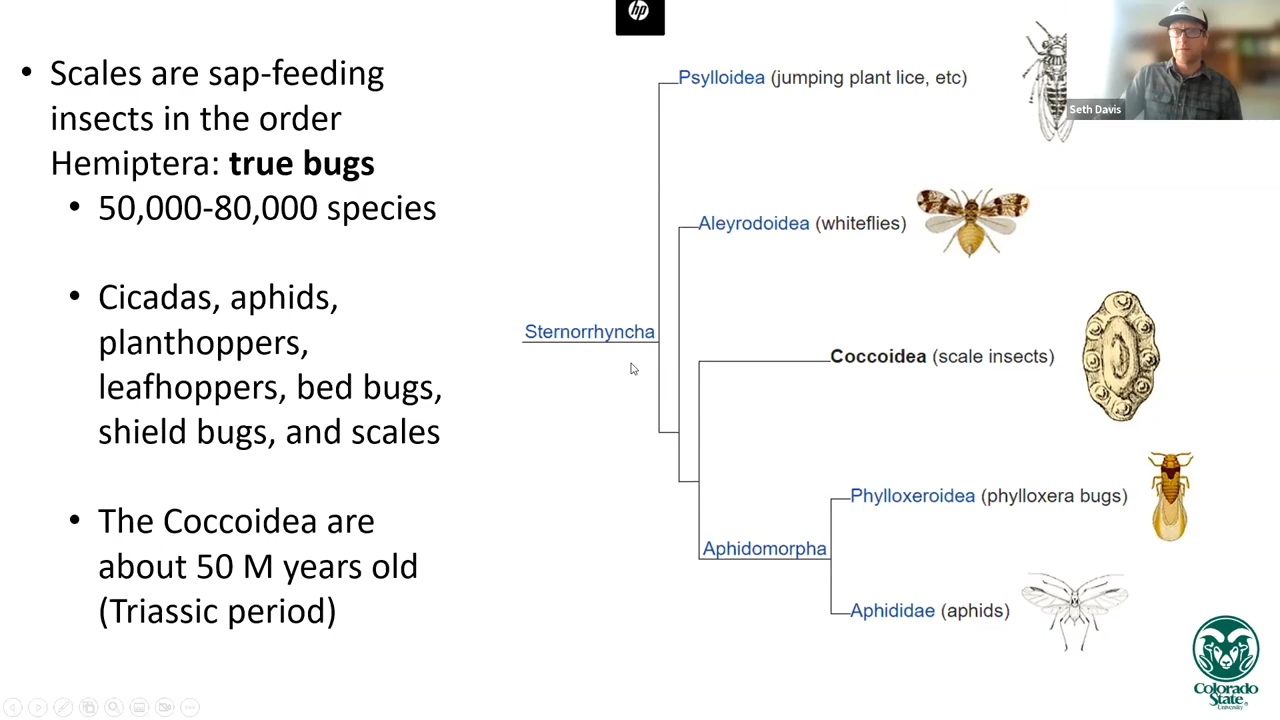 hp
• Scales are sap-feeding
insects in the order
Hemiptera: true bugs
• 50,000-80,000 species
• Cicadas, aphids,
planthoppers,
leafhoppers, bed bugs,
shield bugs, and scales
• The Coccoidea are
about 50 M years old
(Triassic period)
Psylloidea (jumping plant lice, etc)
Seth Davis
Aleyrodoidea (whiteflies)
Sternorrhyncha
Coccoidea (scale insects)
Phylloxeroidea (phylloxera bugs)
Aphidomorpha
Aphididae (aphids)
Colorado
State
University